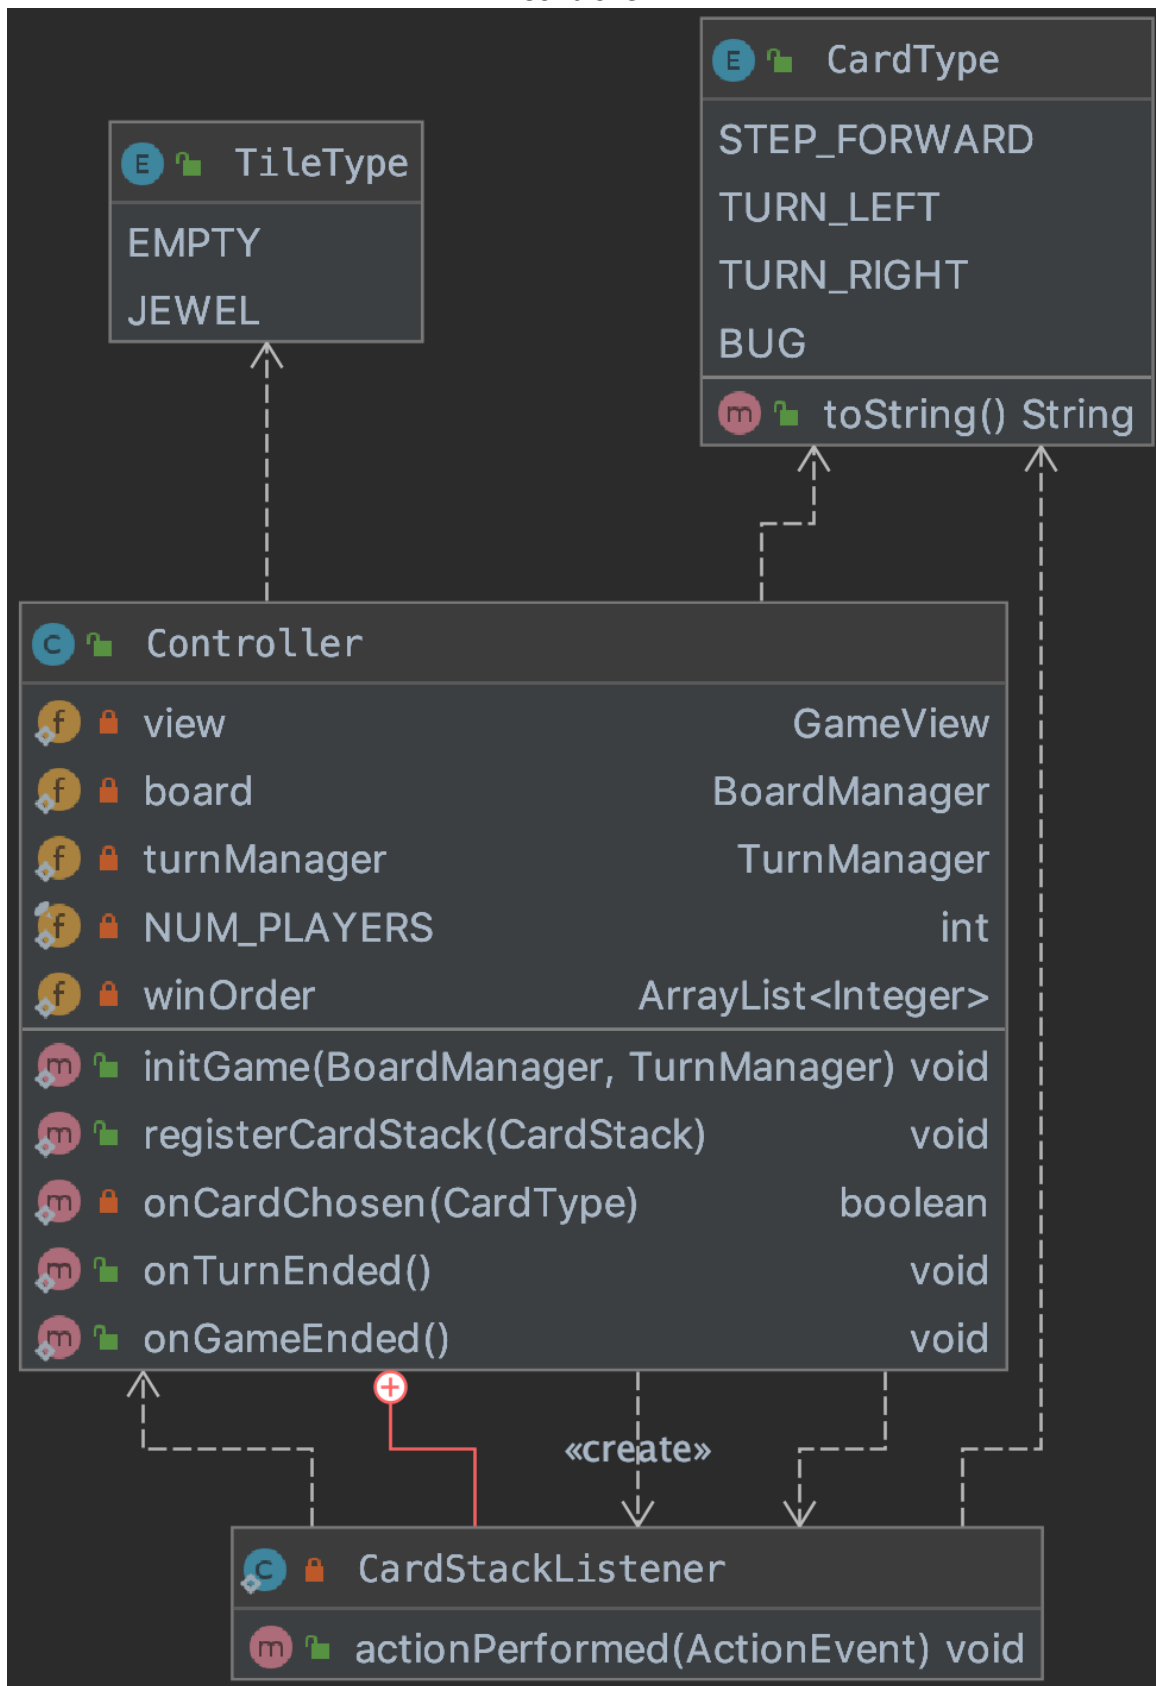 E TileType
EMPTY
JEWEL
E CardType
STEP_FORWARD
TURN_LEFT
TURN_RIGHT
BUG
m toString() String
C Controller
f view GameView
f board BoardManager
f turnManager TurnManager
f NUM_PLAYERS int
f winOrder ArrayList<Integer>
m initGame(BoardManager, TurnManager) void
m registerCardStack(CardStack) void
m onCardChosen(CardType) boolean
m onTurnEnded() void
m onGameEnded() void
«create»
C CardStackListener
m actionPerformed(ActionEvent) void